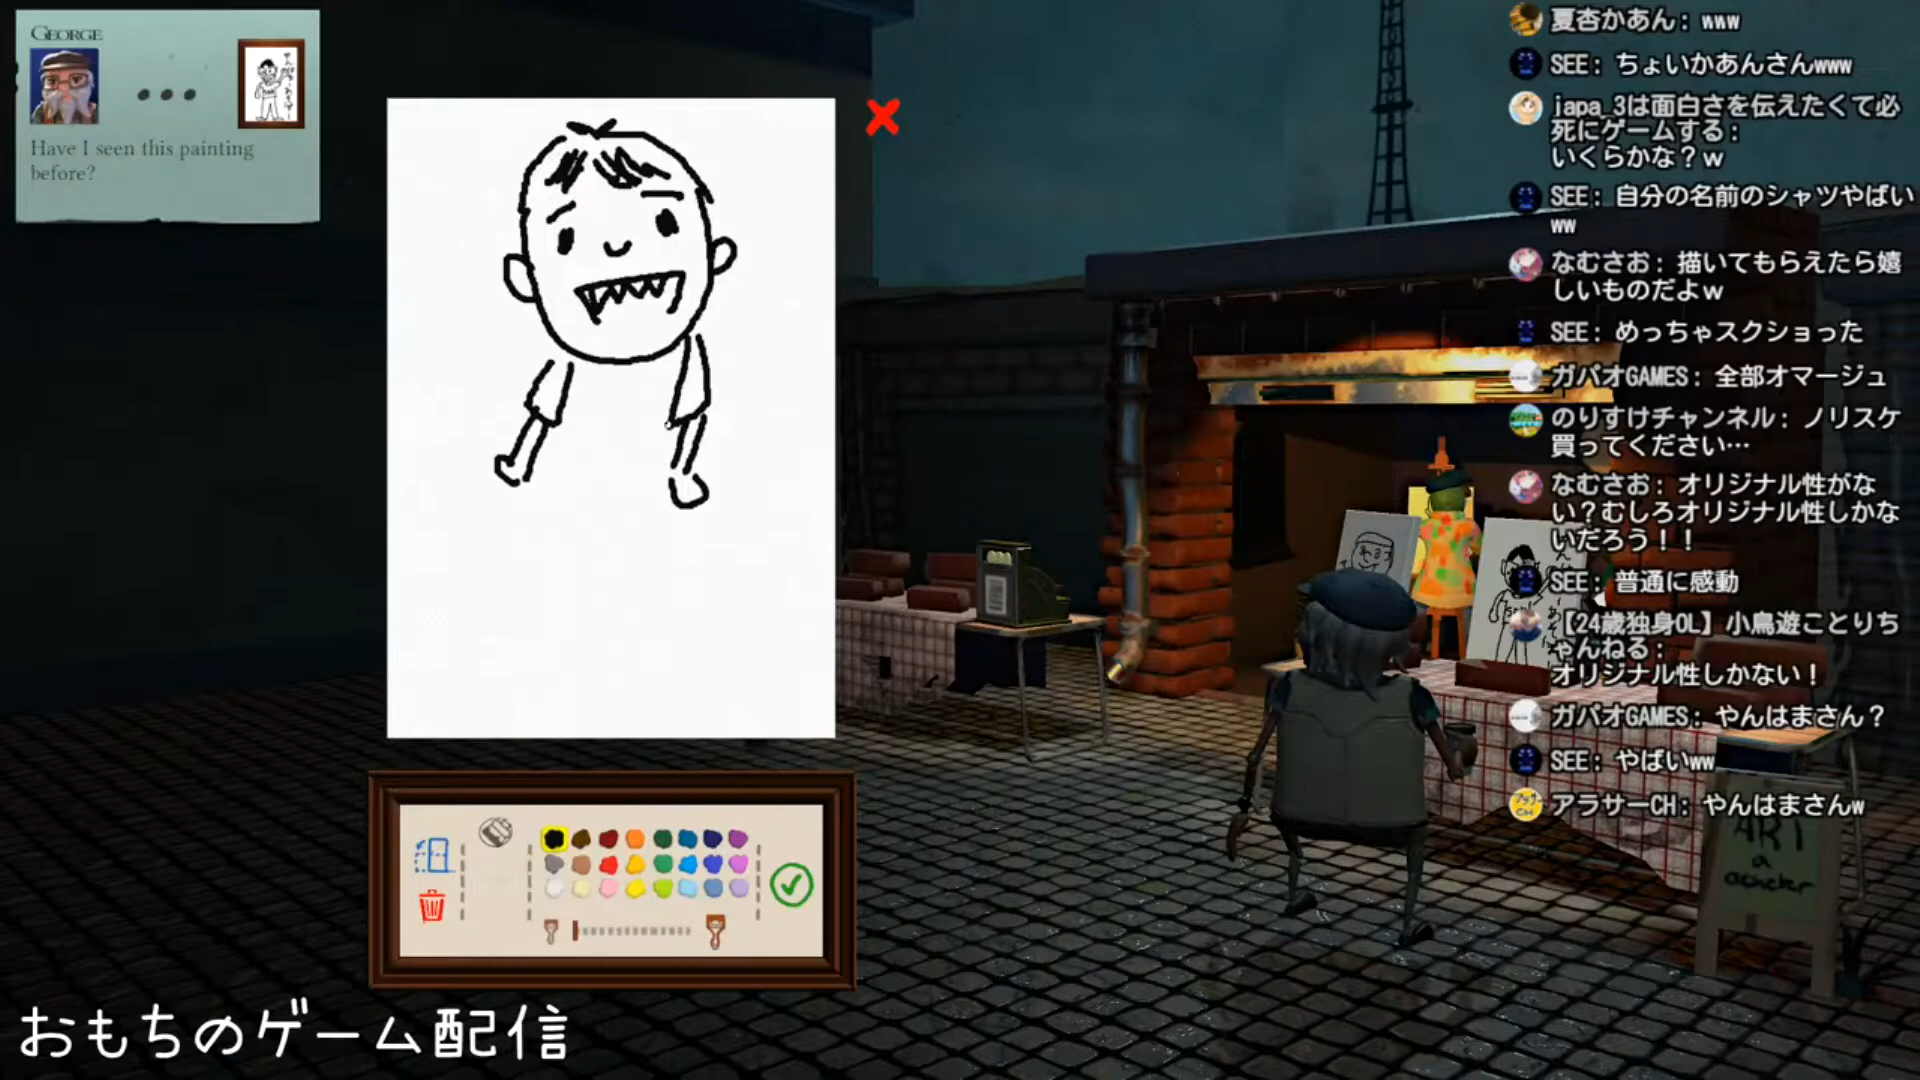 GEORGE
Have I seen this painting
before?
夏杏かあん: www
SEE: ちょいかあんさんwww
japa_3は面白さを伝えたくて必
死にゲームする:
いくらかな？w
SEE: 自分の名前のシャツやばい
ww
なむさお: 描いてもらえたら嬉
しいものだよw
SEE: めっちゃスクショった
ガパオGAMES: 全部オマージュ
のりすけチャンネル: ノリスケ
買ってください…
なむさお: オリジナル性がな
い？むしろオリジナル性しかな
いだろう！！
SEE: 普通に感動
【24歳独身OL】小鳥遊ことりち
ゃんねる:
オリジナル性しかない！
ガパオGAMES: やんはまさん？
SEE: やばいww
アラサーCH: やんはまさんw
ART
a
acheter
おもちのゲーム配信